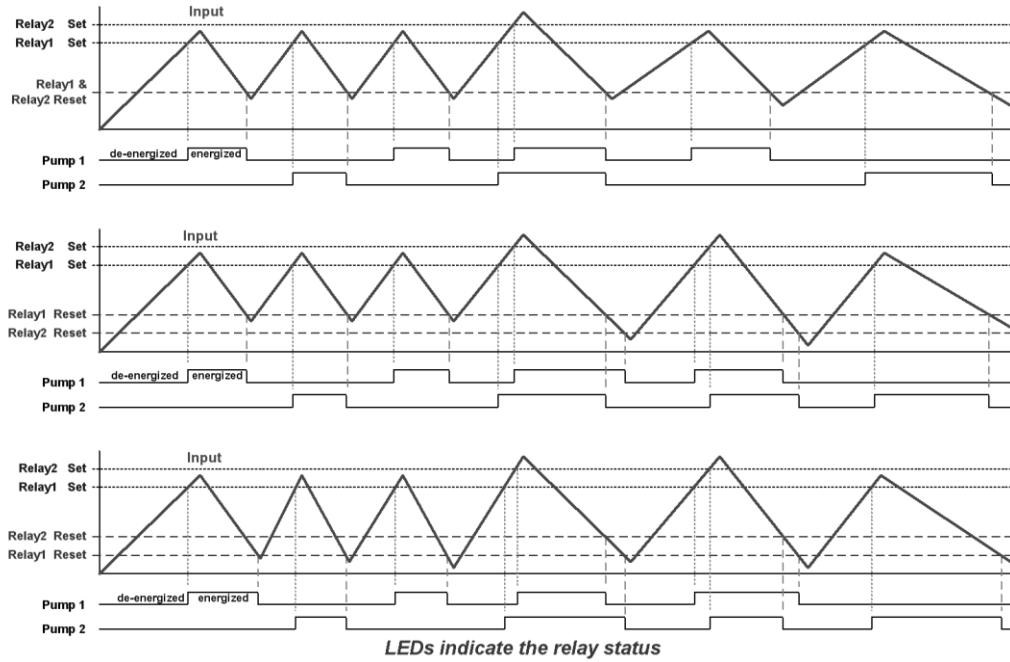 Input
Relay2 Set
Relay1 Set
Relay1 &
Relay2 Reset
de-energized energized
Pump 1
Pump 2
Input
Relay2 Set
Relay1 Set
Relay1 Reset
Relay2 Reset
de-energized energized
Pump 1
Pump 2
Input
Relay2 Set
Relay1 Set
Relay2 Reset
Relay1 Reset
de-energized energized
Pump 1
Pump 2
LEDs indicate the relay status